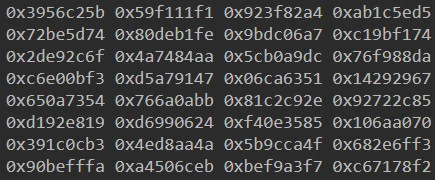 0x3956c25b 0x59f111f1 0x923f82a4 0xab1c5ed5
0x72be5d74 0x80deb1fe 0x9bdc06a7 0xc19bf174
0x2de92c6f 0x4a7484aa 0x5cb0a9dc 0x76f988da
0xc6e00bf3 0xd5a79147 0x06ca6351 0x14292967
0x650a7354 0x766a0abb 0x81c2c92e 0x92722c85
0xd192e819 0xd6990624 0xf40e3585 0x106aa070
0x391c0cb3 0x4ed8aa4a 0x5b9cca4f 0x682e6ff3
0x90befffa 0xa4506ceb 0xbef9a3f7 0xc67178f2